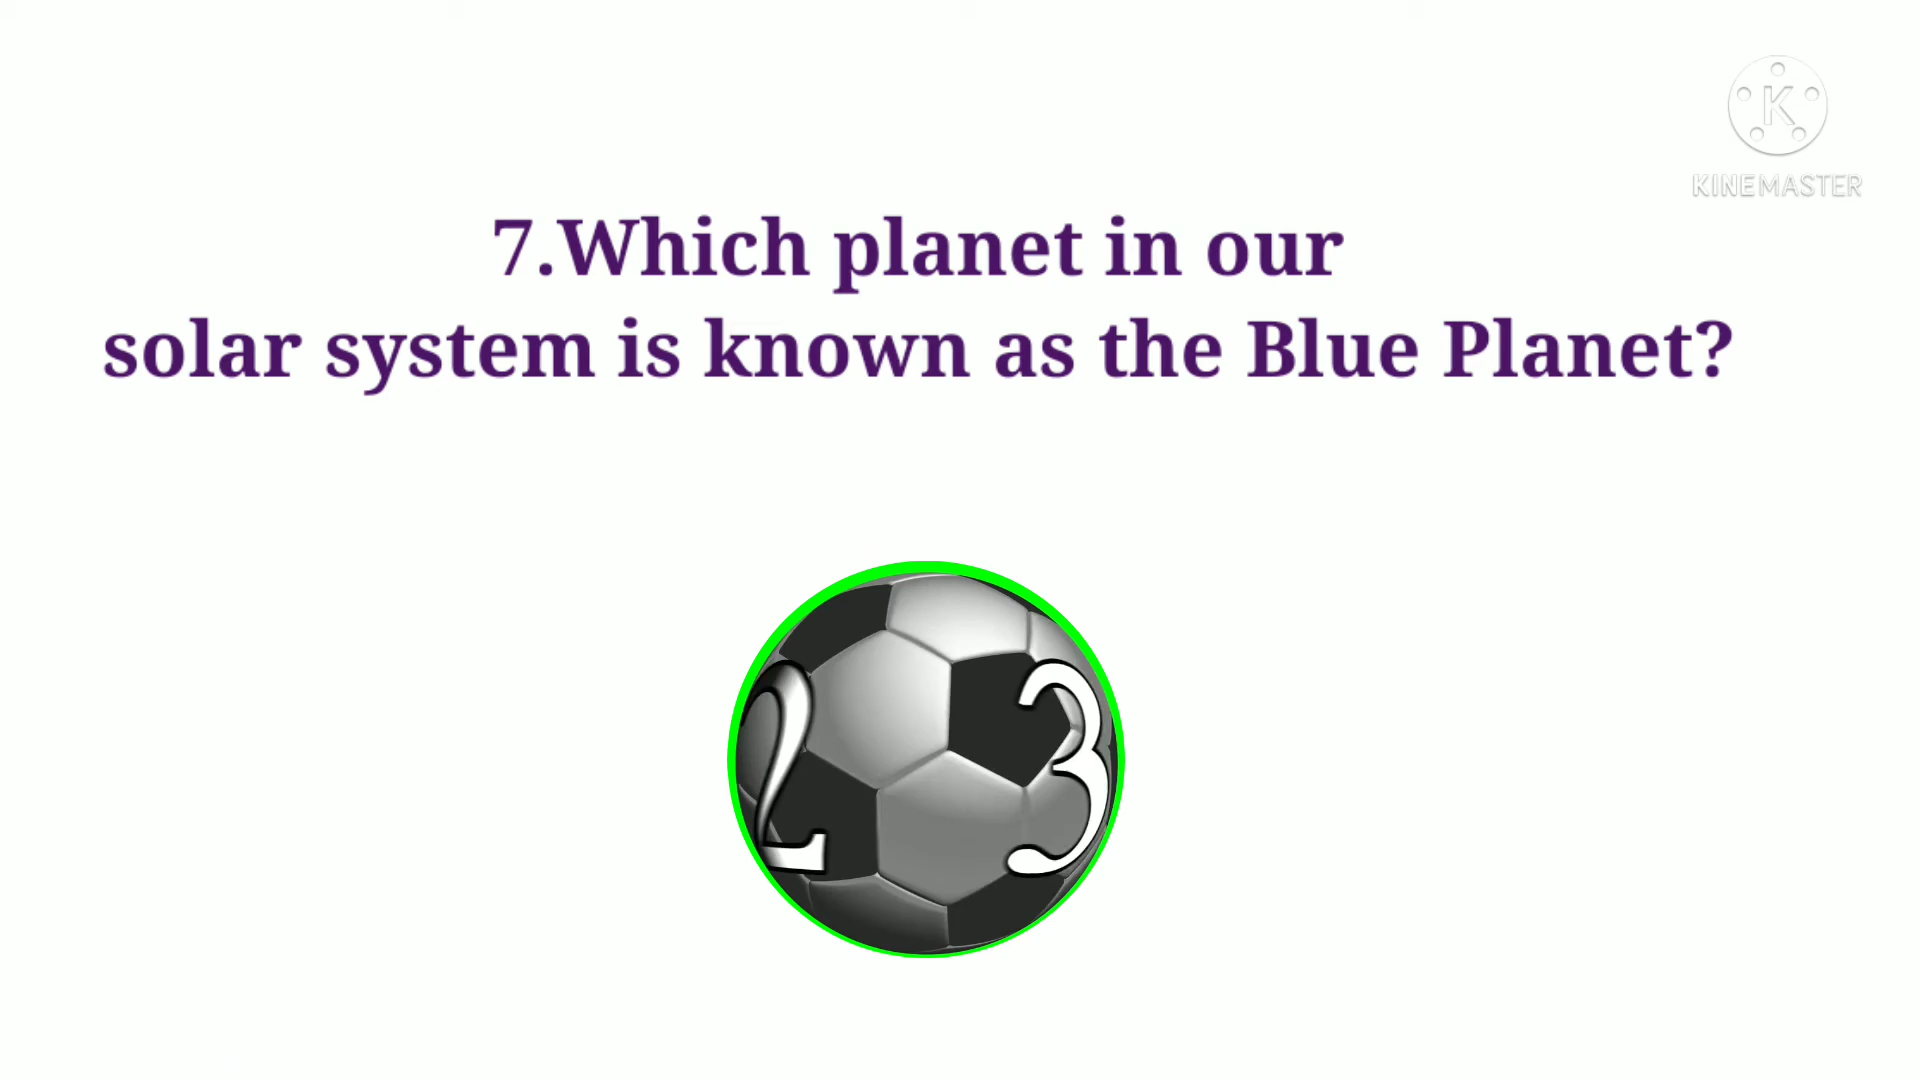 K
KINEMASTER
7.Which planet in our
solar system is known as the Blue Planet?
2 3